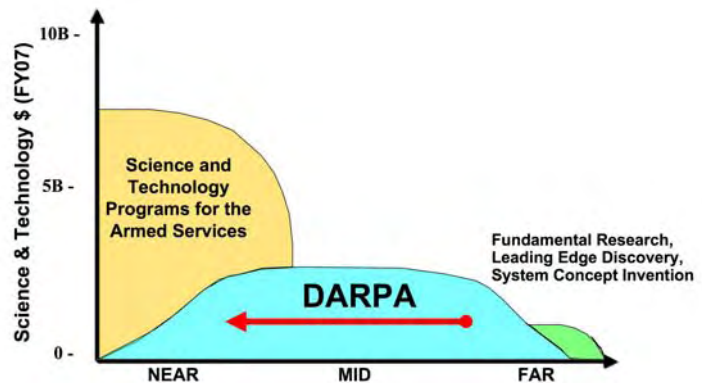 Science & Technology $ (FY07)
10B -
5B -
0 -
Science and
Technology
Programs for the
Armed Services
DARPA
Fundamental Research,
Leading Edge Discovery,
System Concept Invention
NEAR
MID
FAR